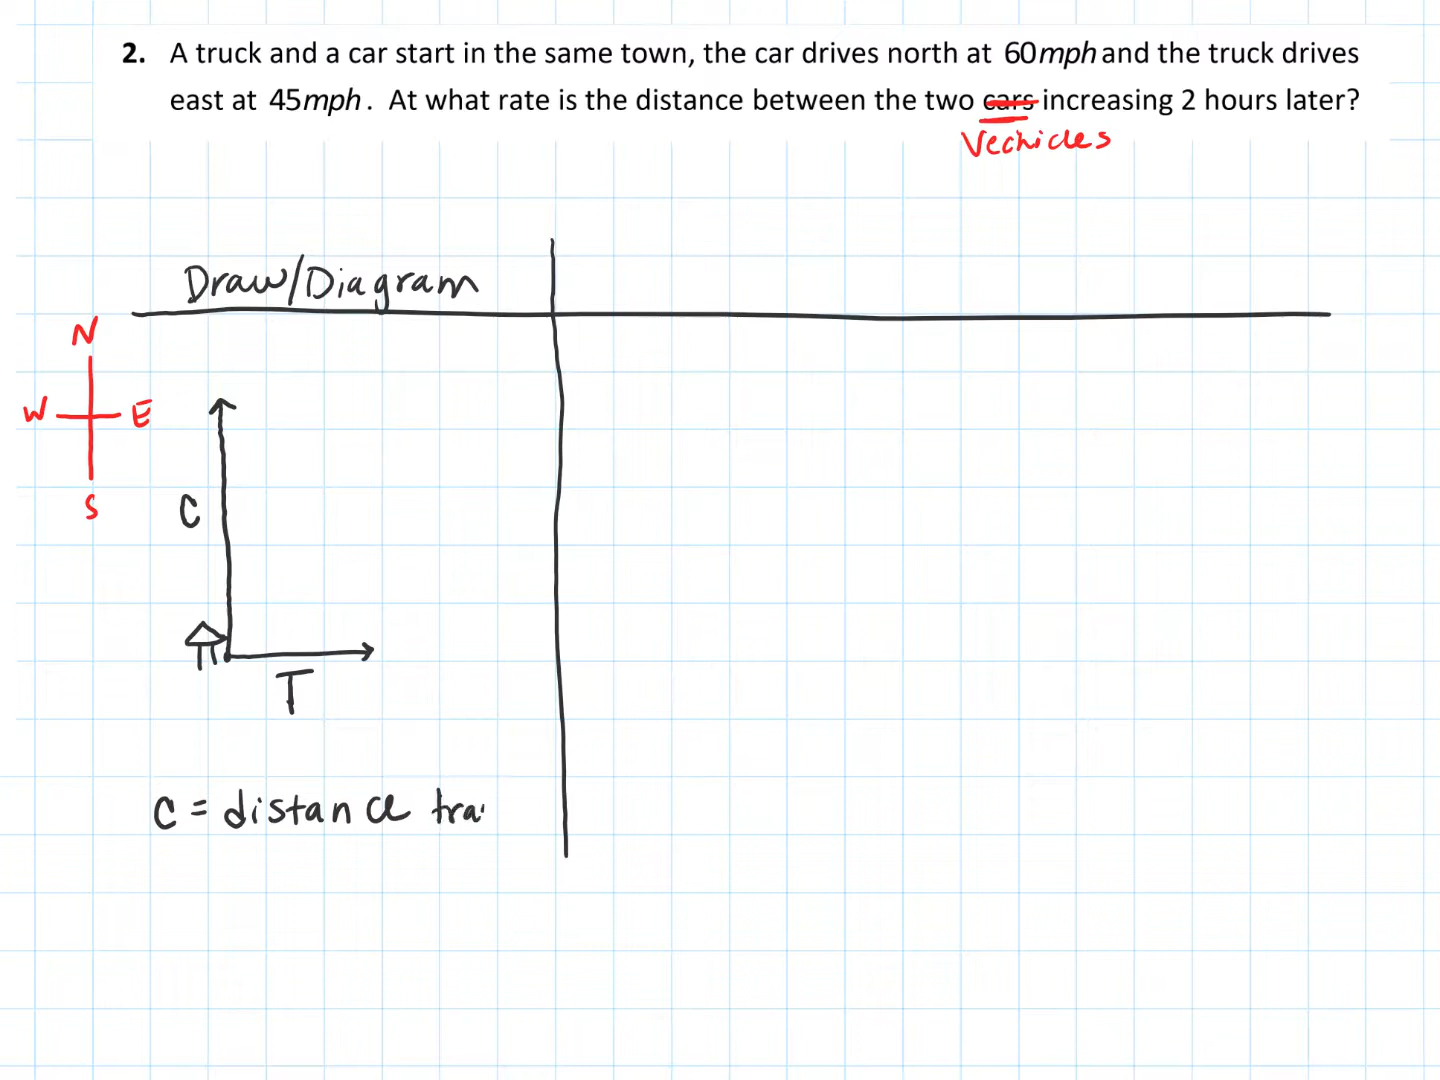 2. A truck and a car start in the same town, the car drives north at 60mph and the truck drives
east at 45mph. At what rate is the distance between the two cars increasing 2 hours later?
Vechicles
Draw/Diagram
N
W E
S
C
T
C = distance tra